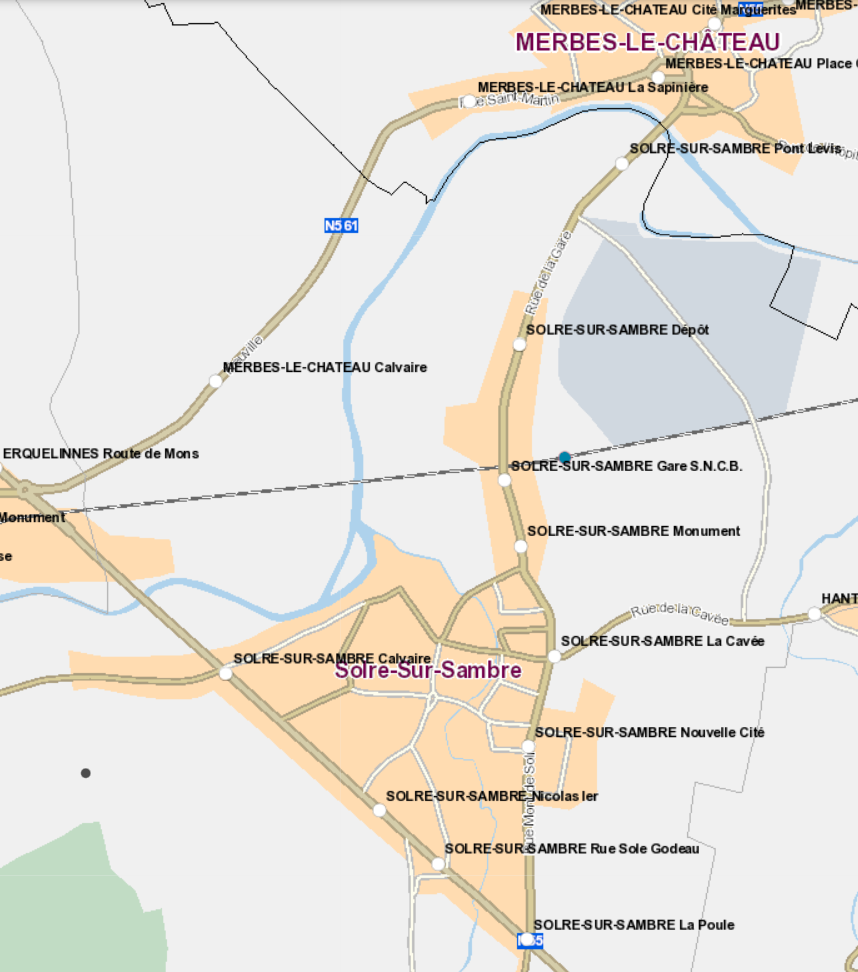 MERBES-LE-CHATEAU Cité Marguerites
MERBES-
MERBES-LE-CHÂTEAU
MERBES-LE-CHATEAU Place
MERBES-LE-CHATEAU La Sapinière
Rue Saint-Martin
SOLRE-SUR-SAMBRE Pont Levis
N561
Rue de la Gare
SOLRE-SUR-SAMBRE Dépôt
MERBES-LE-CHATEAU Calvaire
ERQUELINNES Route de Mons
SOLRE-SUR-SAMBRE Gare S.N.C.B.
Monument
SOLRE-SUR-SAMBRE Monument
se
HANT
Rue de la Cavée
SOLRE-SUR-SAMBRE La Cavée
SOLRE-SUR-SAMBRE Calvaire
Solre-Sur-Sambre
SOLRE-SUR-SAMBRE Nouvelle Cité
SOLRE-SUR-SAMBRE Nicolas Ier
SOLRE-SUR-SAMBRE Rue Sole Godeau
SOLRE-SUR-SAMBRE La Poule